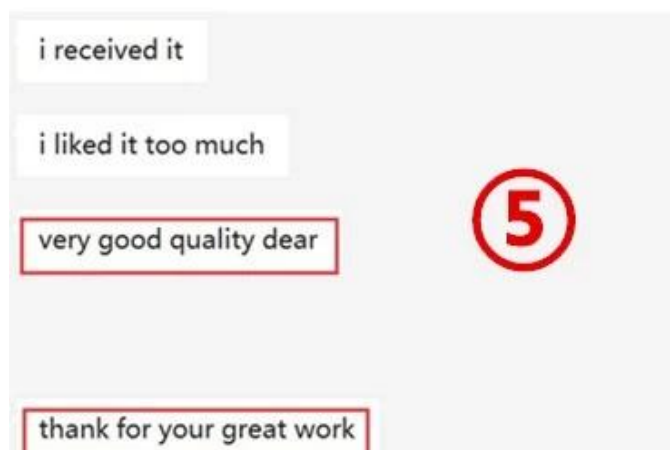 i received it
i liked it too much
very good quality dear
⑤
thank for your great work